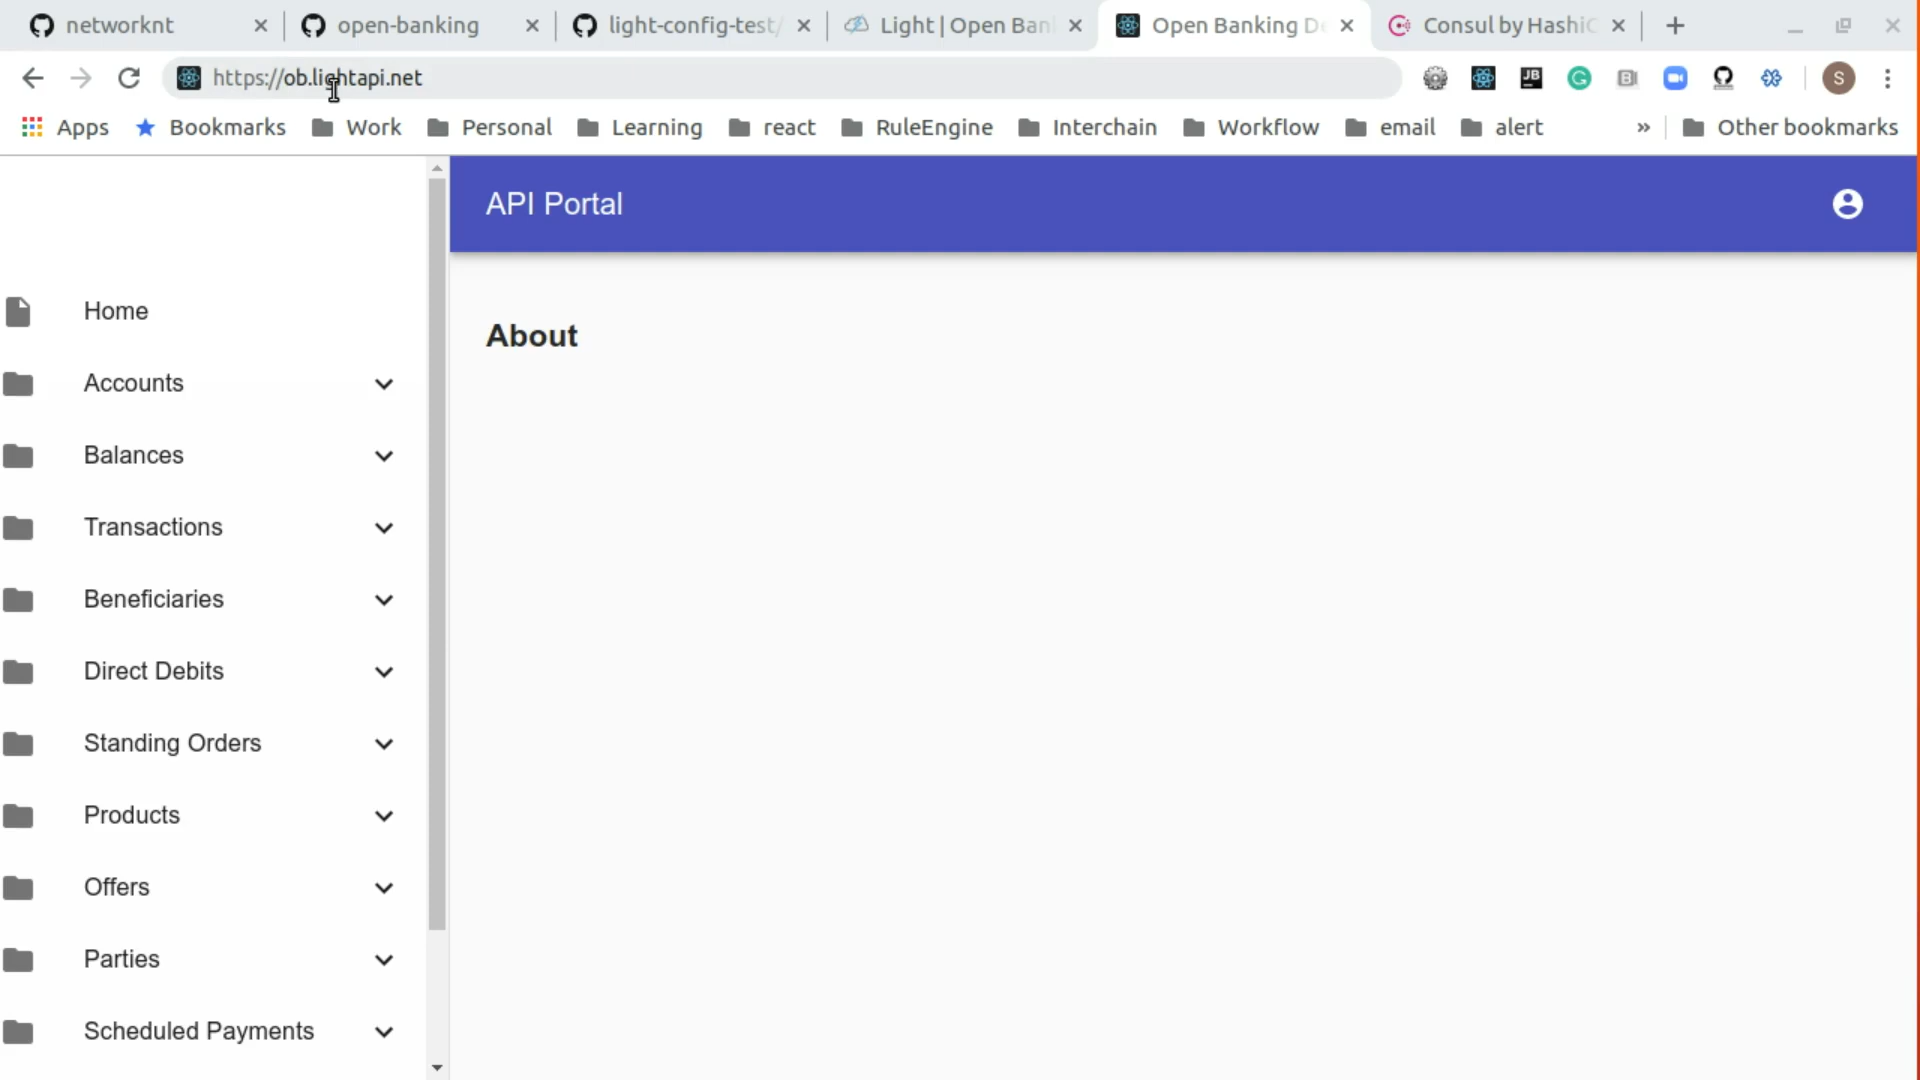 networknt
open-banking
light-config-test/
Light | Open Ban
Open Banking De
Consul by HashiC
https://ob.lightapi.net
S
Apps
Bookmarks
Work
Personal
Learning
react
RuleEngine
Interchain
Workflow
email
alert
»
Other bookmarks
API Portal
Home
About
Accounts
Balances
Transactions
Beneficiaries
Direct Debits
Standing Orders
Products
Offers
Parties
Scheduled Payments